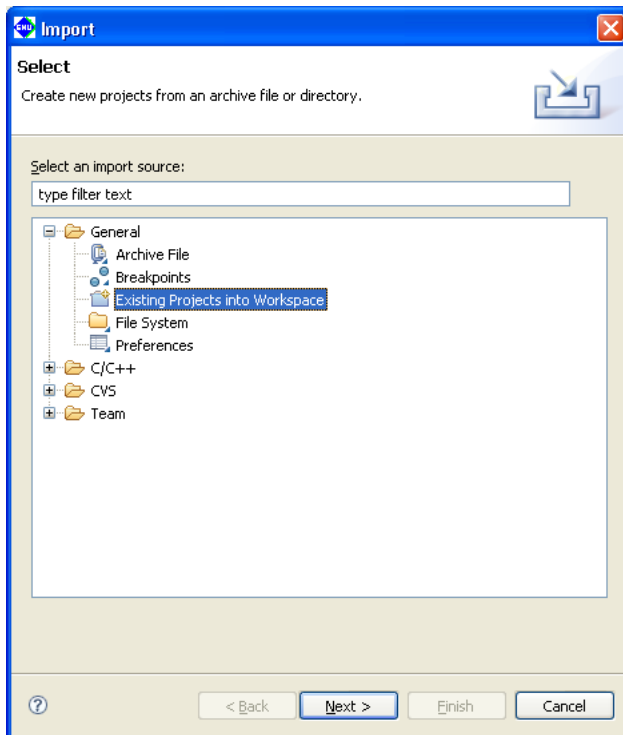 GNU Import
Select
Create new projects from an archive file or directory.
Select an import source:
type filter text
General
Archive File
Breakpoints
Existing Projects into Workspace
File System
Preferences
C/C++
CVS
Team
?
< Back Next > Finish Cancel